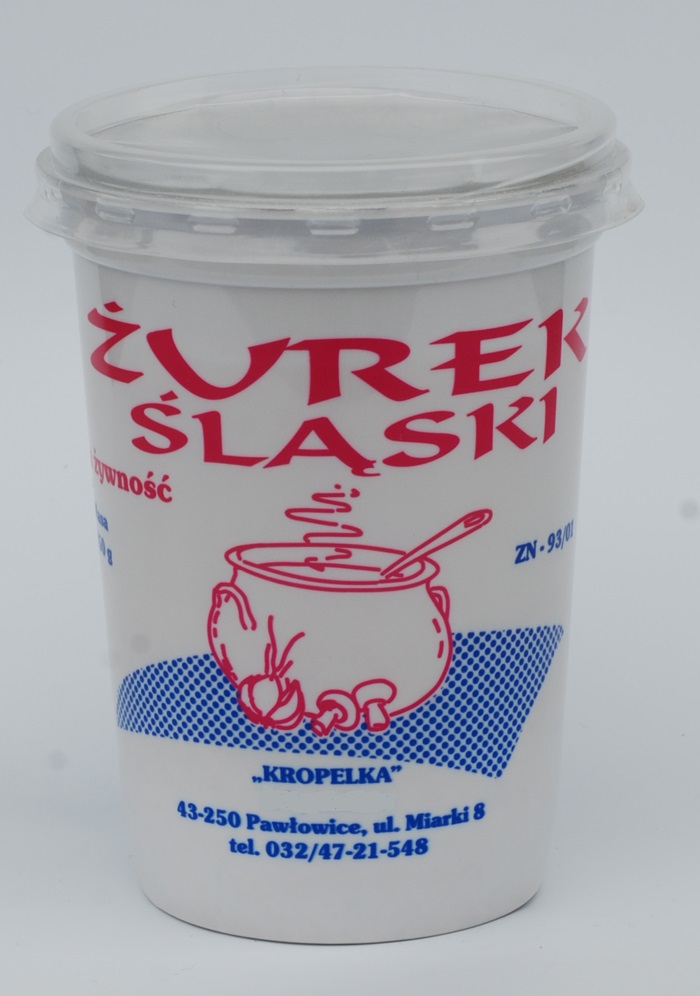 ŻUREK
ŚLĄSKI
żywność
ZN - 93/01
„KROPELKA”
43-250 Pawłowice, ul. Miarki 8
tel. 032/47-21-548